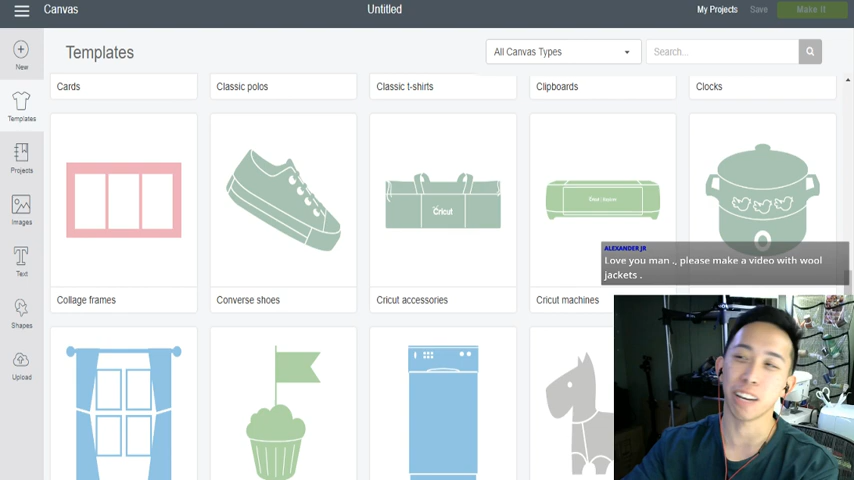 Canvas
Untitled
My Projects
Save
Make It
New
Templates
Projects
Images
Text
Shapes
Upload
Templates
All Canvas Types
Search...
Cards
Classic polos
Classic t-shirts
Clipboards
Clocks
Cricut
Collage frames
Converse shoes
Cricut accessories
Cricut machines
ALEXANDER JR
Love you man ., please make a video with wool
jackets .